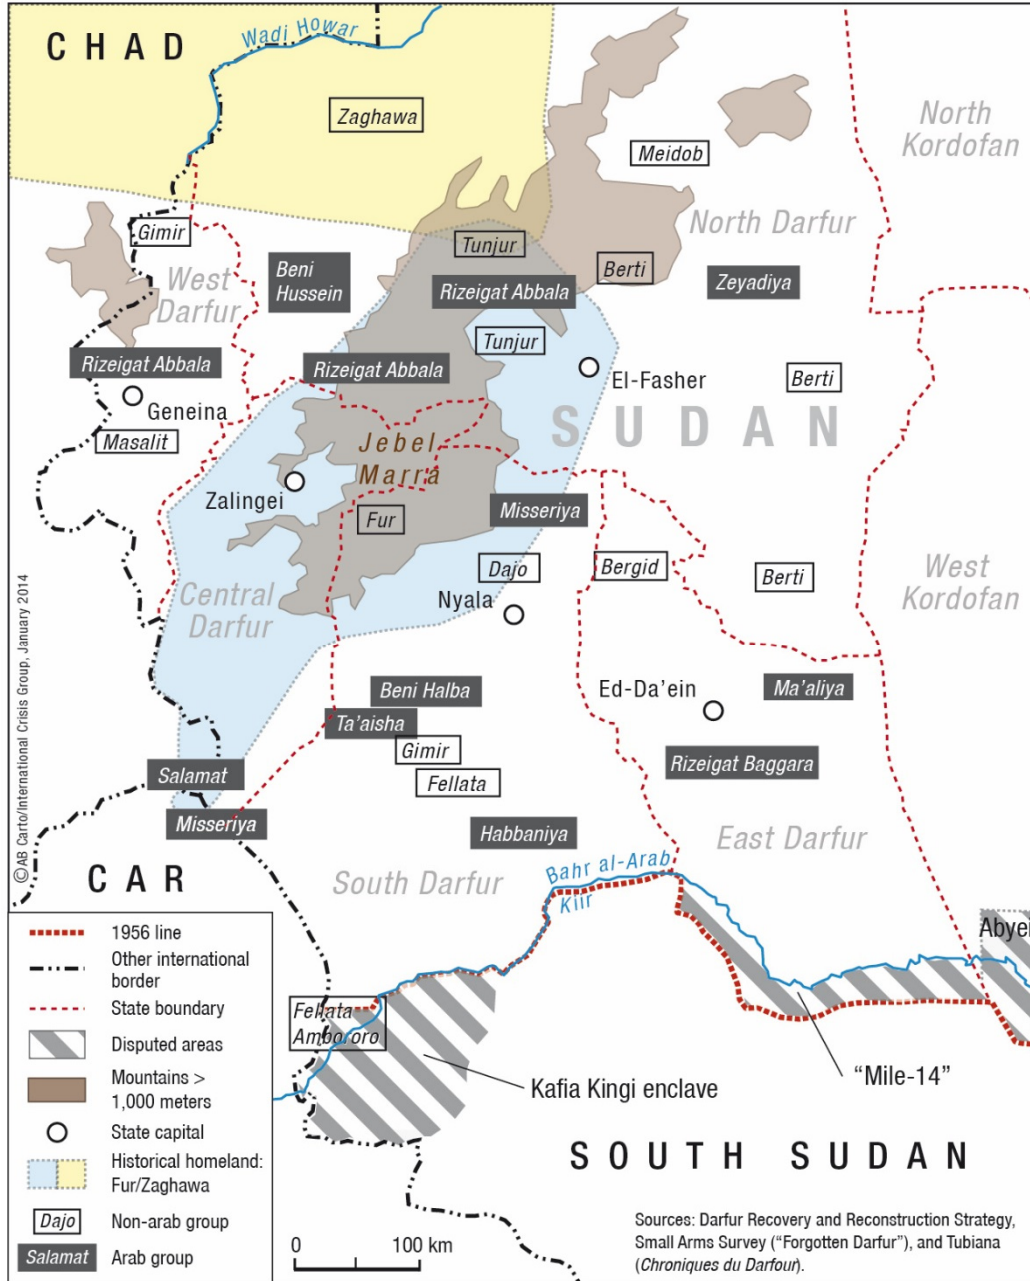 CHAD
Wadi Howar
Zaghawa
North
Kordofan
Meidob
Gimir
North Darfur
Tunjur
West
Darfur
Beni
Hussein
Berti
Zeyadiya
Rizeigat Abbala
Tunjur
Rizeigat Abbala
Rizeigat Abbala
El-Fasher
Berti
Geneina
SUDAN
Masalit
Jebel
Marra
Zalingei
Fur
Misseriya
Dajo
Bergid
Berti
West
Kordofan
Central
Darfur
Nyala
Beni Halba
Ed-Da'ein
Ma'aliya
Ta'aisha
Gimir
Rizeigat Baggara
Salamat
Fellata
Misseriya
Habbaniya
East Darfur
CAR
South Darfur
Bahr al-Arab
Kiir
Abyei
Fellata
Ambororo
Kafia Kingi enclave
“Mile-14”
SOUTH SUDAN
©AB Carto/International Crisis Group, January 2014
1956 line
Other international
border
State boundary
Disputed areas
Mountains >
1,000 meters
State capital
Historical homeland:
Fur/Zaghawa
Dajo
Non-arab group
Salamat
Arab group
0 100 km
Sources: Darfur Recovery and Reconstruction Strategy,
Small Arms Survey (“Forgotten Darfur”), and Tubiana
(Chroniques du Darfour).